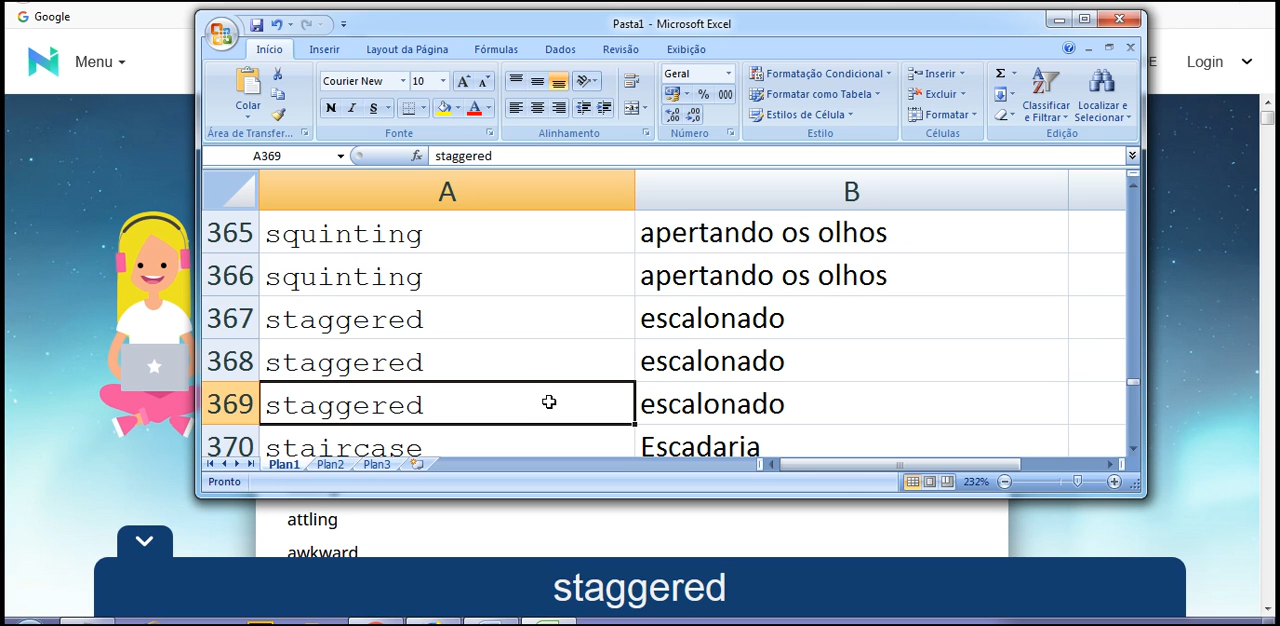 Google
Menu
E
Login
Pasta1 - Microsoft Excel
Início Inserir Layout da Página Fórmulas Dados Revisão Exibição
Colar
Área de Transfer...
Courier New 10
N I S
Fonte
Alinhamento
Geral
% 000
Número
Formatação Condicional
Formatar como Tabela
Estilos de Célula
Estilo
Inserir
Excluir
Formatar
Células
Σ
Classificar e Filtrar
Localizar e Selecionar
Edição
A369 fx staggered
A B
365 squinting apertando os olhos
366 squinting apertando os olhos
367 staggered escalonado
368 staggered escalonado
369 staggered escalonado
370 staircase Escadaria
Plan1 Plan2 Plan3
Pronto 232%
attling
awkward
staggered